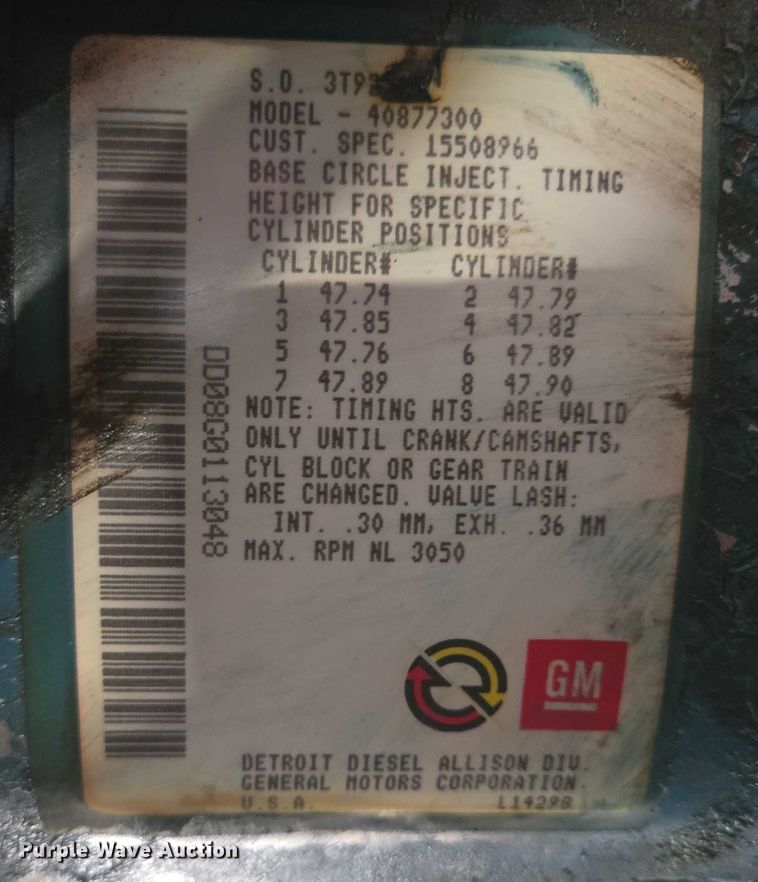 S.O.
MODEL - 40877300
CUST. SPEC. 15508966
BASE CIRCLE INJECT. TIMING
HEIGHT FOR SPECIFIC
CYLINDER POSITIONS
CYLINDER# CYLINDER#
1 47.74 2 47.79
3 47.85 4 47.82
5 47.76 6 47.89
7 47.89 8 47.90
NOTE: TIMING HTS. ARE VALID
ONLY UNTIL CRANK/CAMSHAFTS,
CYL BLOCK OR GEAR TRAIN
ARE CHANGED. VALVE LASH:
INT. .30 MM, EXH. .36 MM
MAX. RPM NL 3050
DD08G0113048
GM
DETROIT DIESEL ALLISON DIV.
GENERAL MOTORS CORPORATION.
U.S.A. L14298
Purple Wave Auction